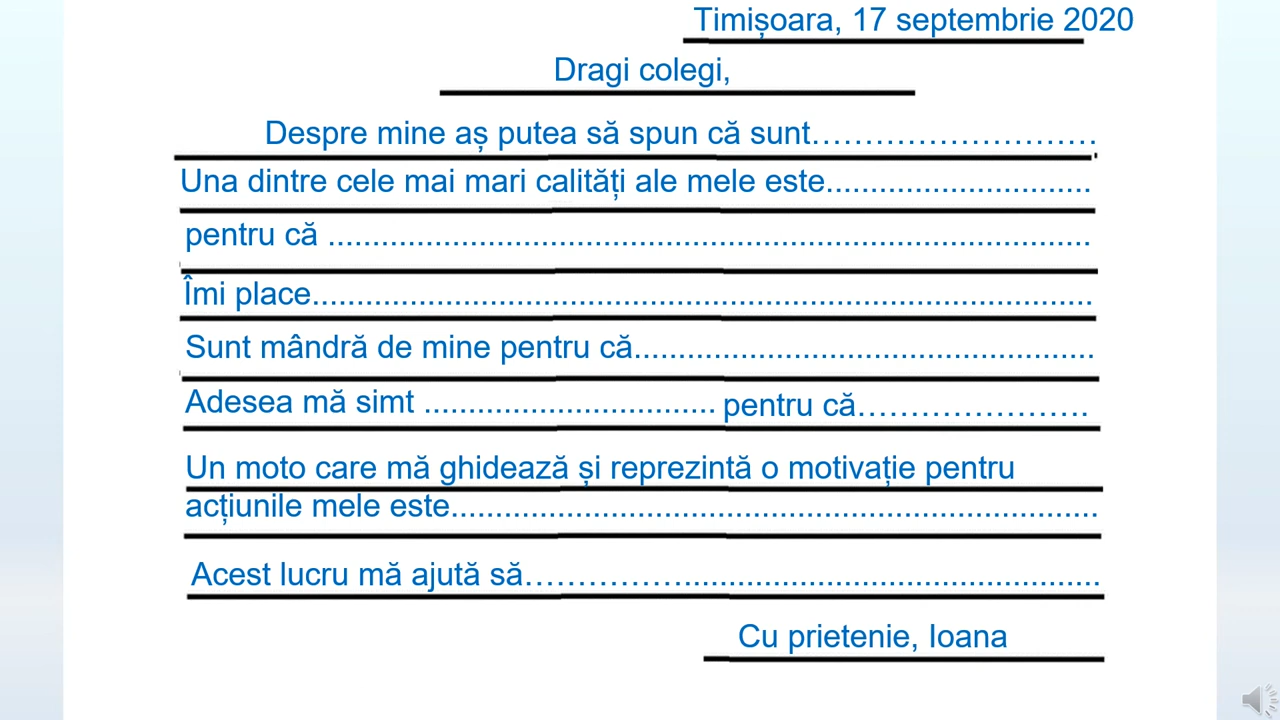 Timișoara, 17 septembrie 2020
Dragi colegi,
Despre mine aș putea să spun că sunt……………………….
Una dintre cele mai mari calități ale mele este..............................
pentru că ......................................................................................
Îmi place........................................................................................
Sunt mândră de mine pentru că....................................................
Adesea mă simt ................................. pentru că………………….
Un moto care mă ghidează și reprezintă o motivație pentru
acțiunile mele este.........................................................................
Acest lucru mă ajută să……………...............................................
Cu prietenie, Ioana